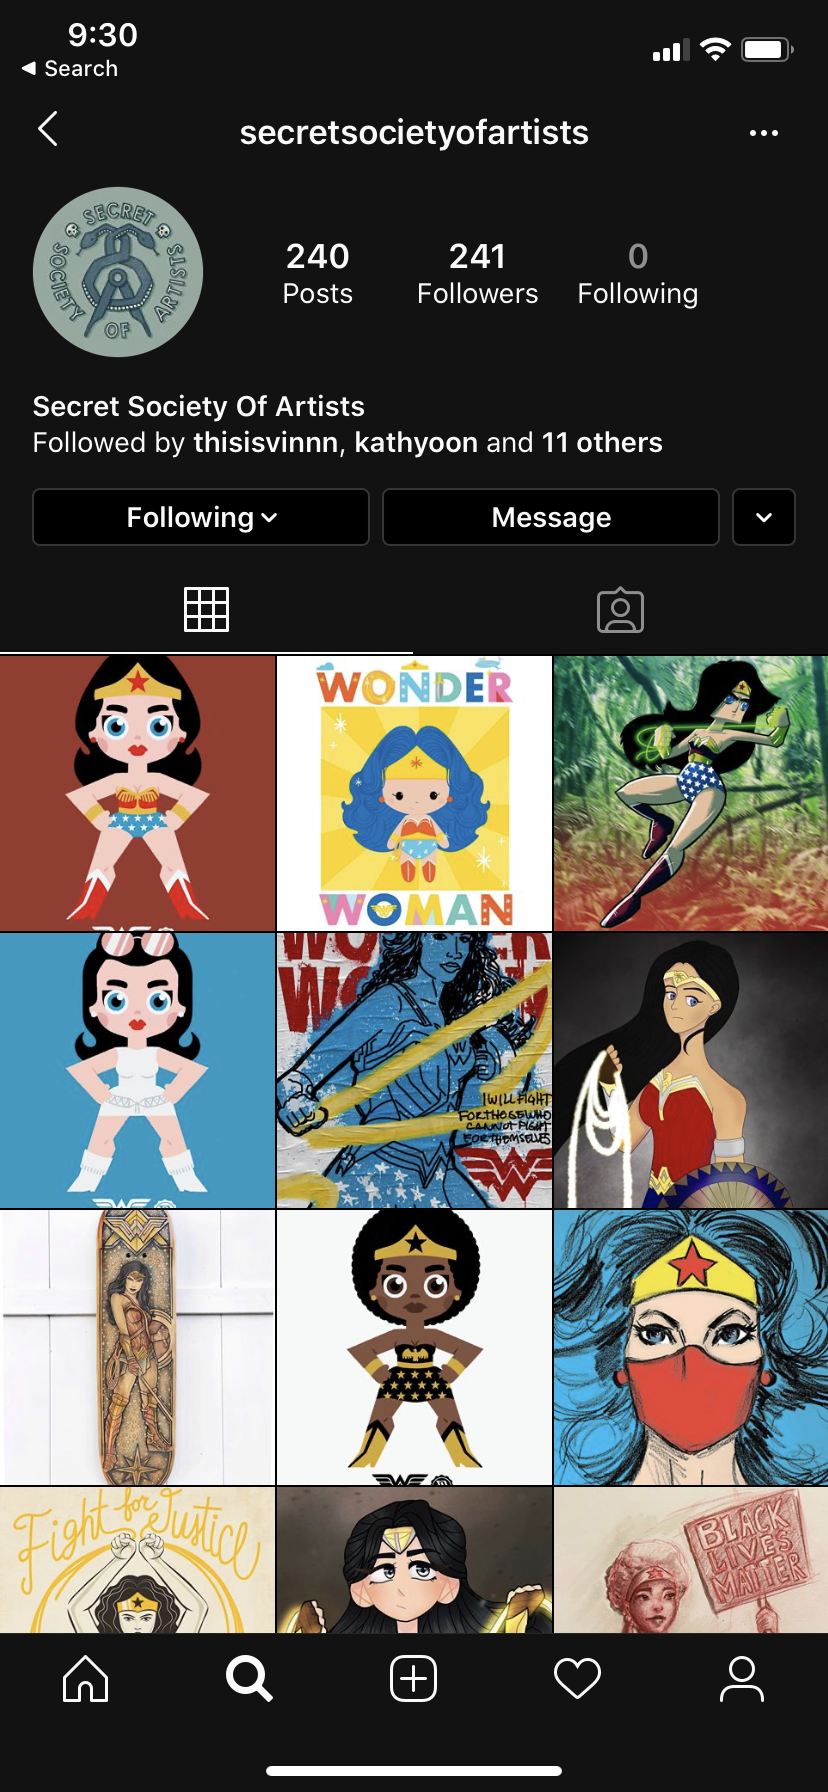 9:30
Search
secretsocietyofartists
SECRET
SOCIETY
OF
ARTISTS
240
Posts
241
Followers
0
Following
Secret Society Of Artists
Followed by thisisvinnn, kathyoon and 11 others
Following
Message
WONDER
WOMAN
I WILL FIGHT
FOR THOSE WHO
CANNOT FIGHT
FOR THEMSELVES
Fight for Justice
BLACK
LIVES
MATTER